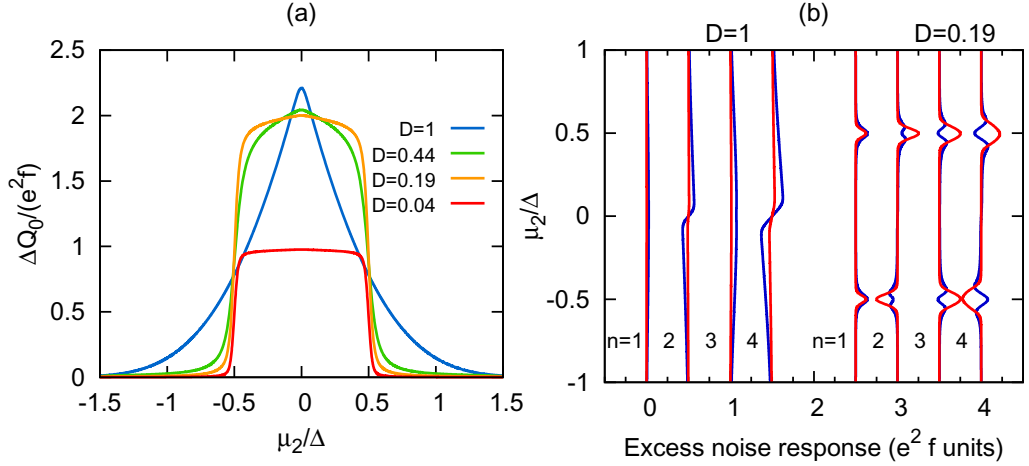 (a)
ΔQ₀/(e²f)
2.5
2
1.5
1
0.5
0
D=1
D=0.44
D=0.19
D=0.04
-1.5
-1
-0.5
0
0.5
1
1.5
μ₂/Δ
(b)
D=1
D=0.19
μ₂/Δ
1
0.5
0
-0.5
-1
n=1
2
3
4
n=1
2
3
4
0
1
2
3
4
Excess noise response (e² f units)